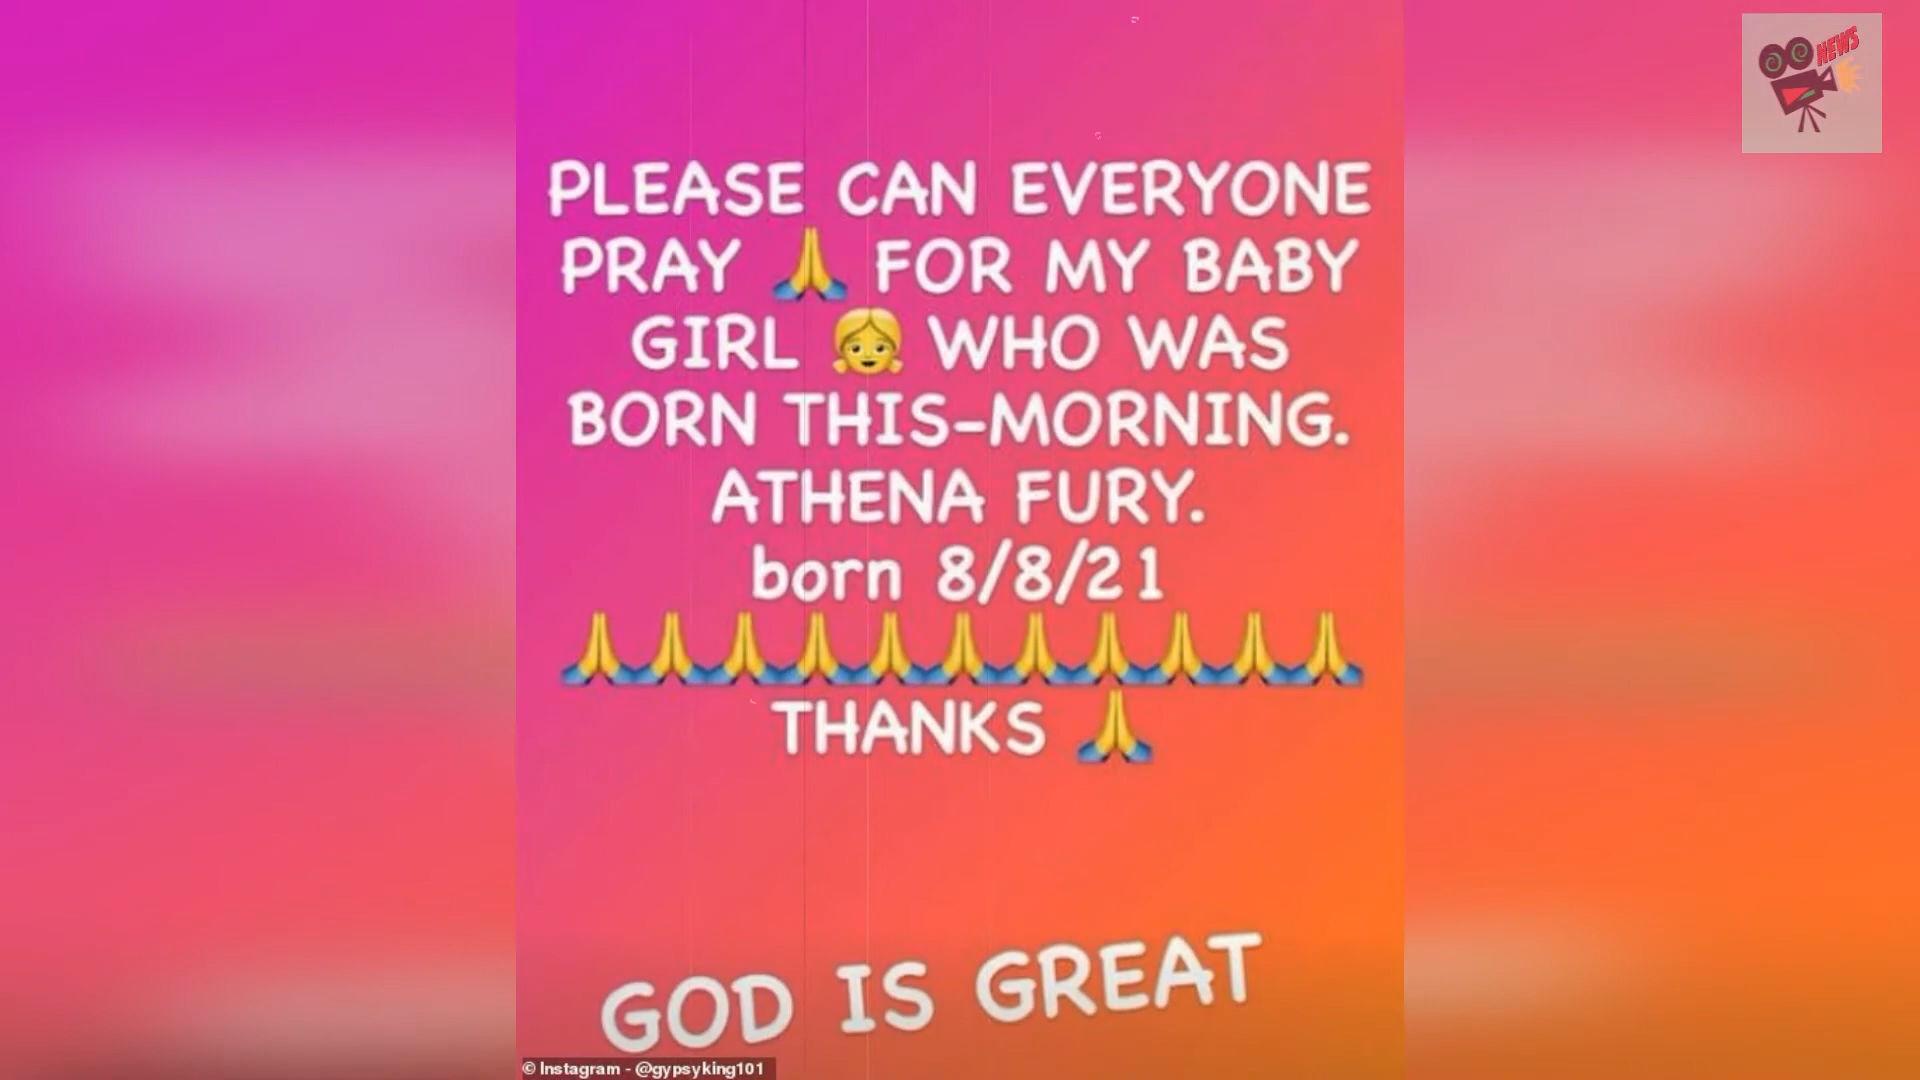 NEWS
PLEASE CAN EVERYONE
PRAY 🙏 FOR MY BABY
GIRL 👧 WHO WAS
BORN THIS-MORNING.
ATHENA FURY.
born 8/8/21
🙏🙏🙏🙏🙏🙏🙏🙏🙏🙏🙏
THANKS 🙏
GOD IS GREAT
© Instagram - @gypsyking101